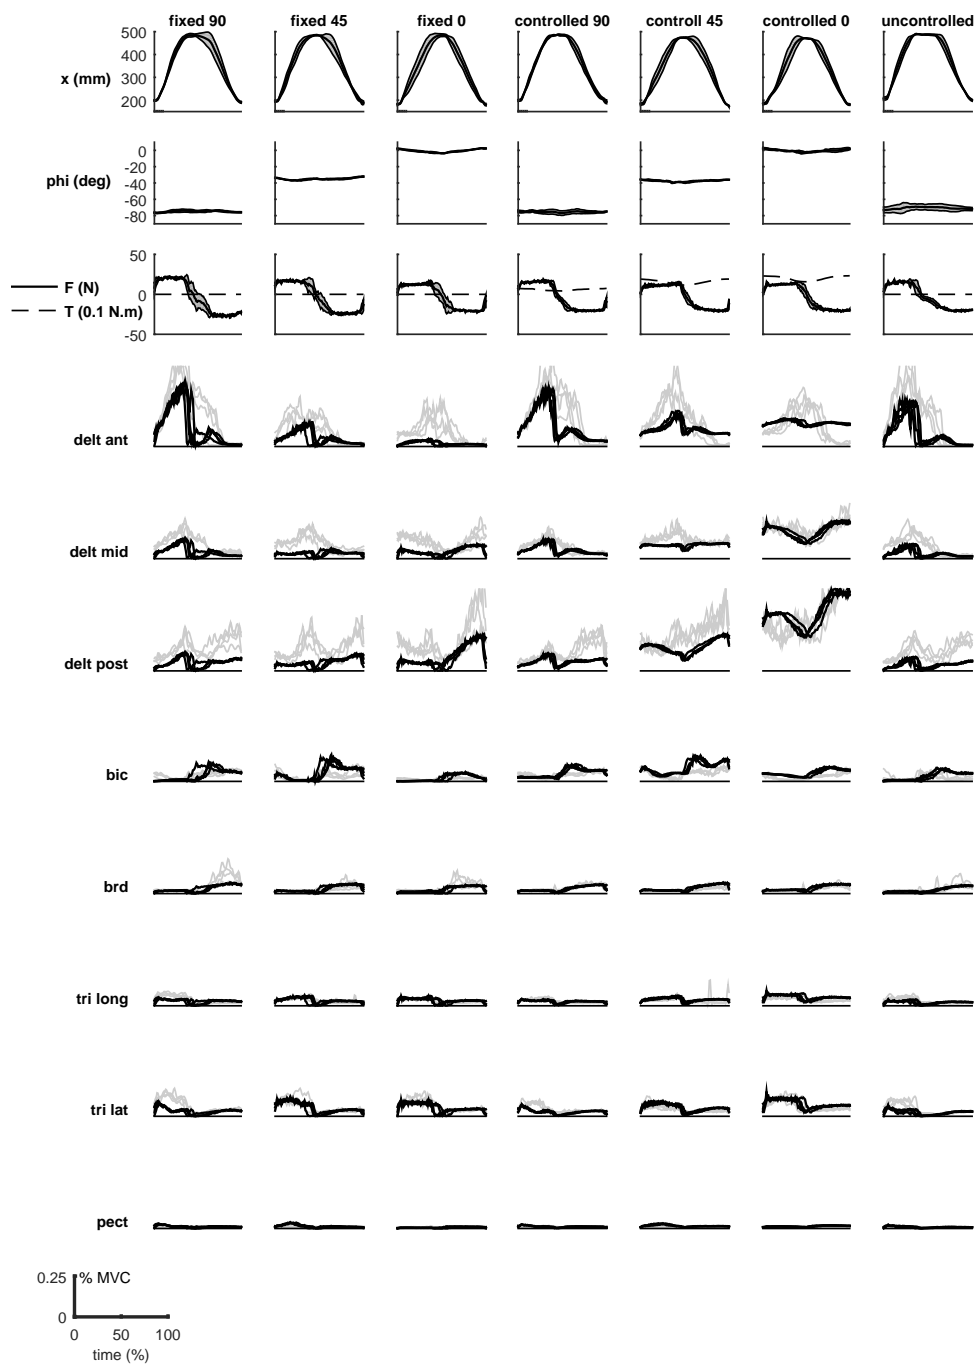 fixed 90 fixed 45 fixed 0 controlled 90 controll 45 controlled 0 uncontrolled
500
400
x (mm) 300
200
0
-20
phi (deg) -40
-60
-80
50
F (N)
0
T (0.1 N.m)
-50
delt ant
delt mid
delt post
bic
brd
tri long
tri lat
pect
0.25 % MVC
0
0 50 100
time (%)